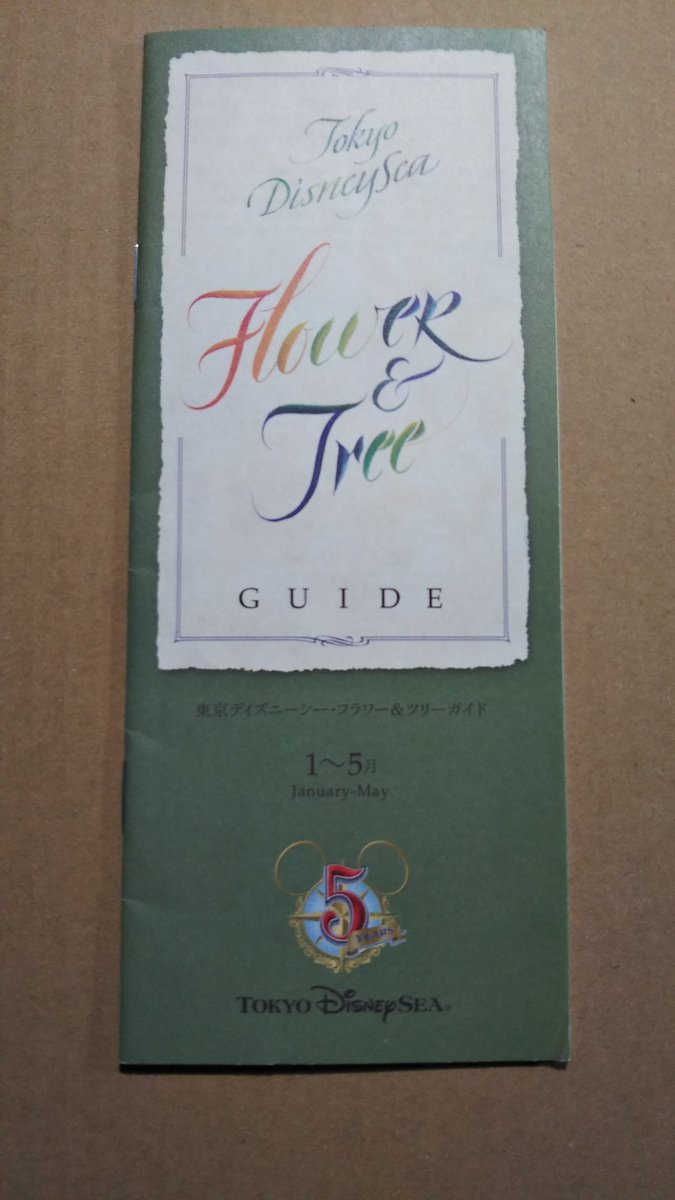 Tokyo
DisneySea
Flower
&
Tree
GUIDE
東京ディズニーシー・フラワー&ツリーガイド
1〜5月
January-May
5
YEARS
TOKYO DISNEYSEA®